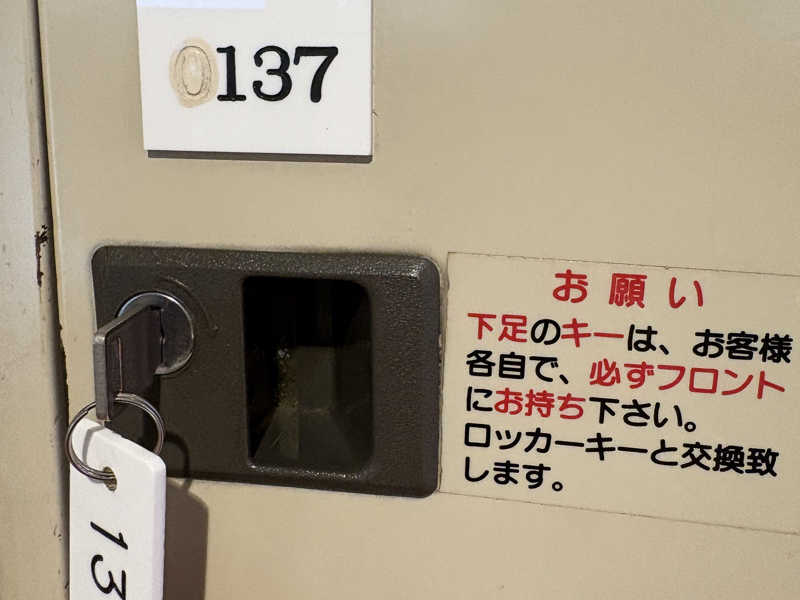 0137
お願い
下足のキーは、お客様
各自で、必ずフロント
にお持ち下さい。
ロッカーキーと交換致
します。
13